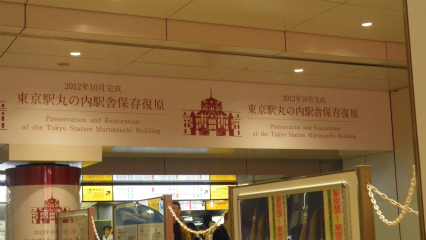 2012年10月完成
東京駅丸の内駅舎保存復原
Preservation and Restoration
of the Tokyo Station Marunouchi Building
2012年10月完成
東京駅丸の内駅舎保存復原
Preservation and Restoration
of the Tokyo Station Marunouchi Building